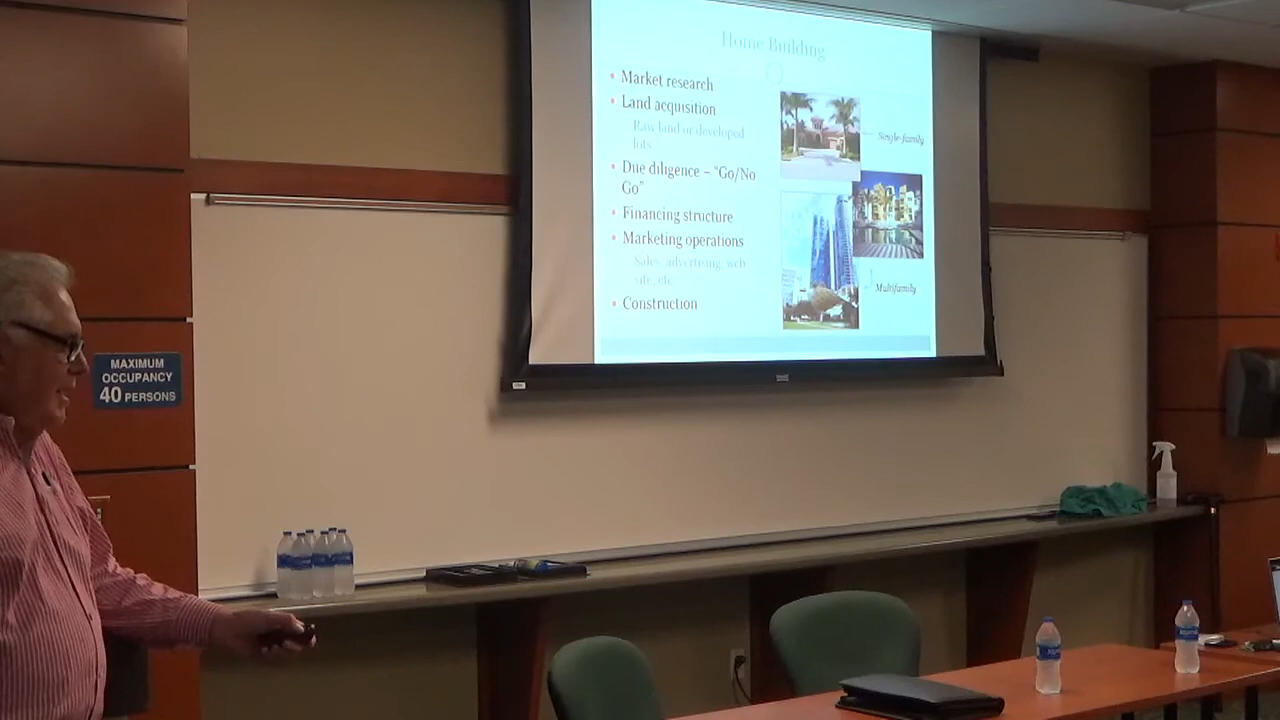 Home Building
• Market research
• Land acquisition
Raw land or developed
lots
• Due diligence – “Go/No
Go”
• Financing structure
• Marketing operations
Sales, advertising, web
site, etc.
• Construction
Single-family
Multifamily
MAXIMUM
OCCUPANCY
40 PERSONS